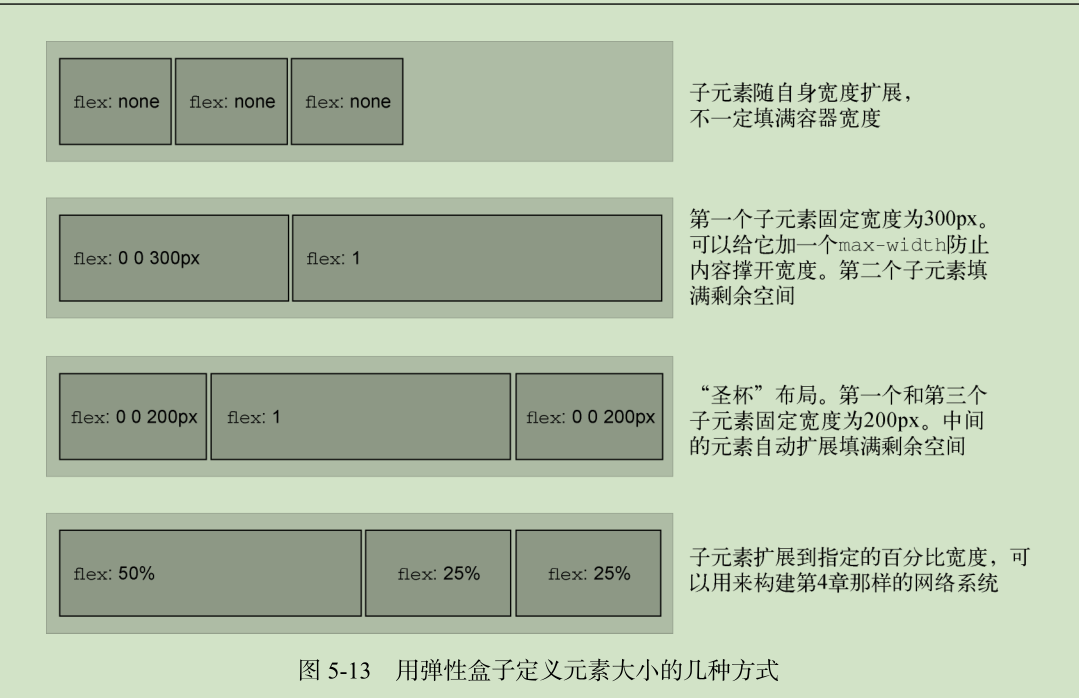 flex: none flex: none flex: none
子元素随自身宽度扩展，
不一定填满容器宽度
flex: 0 0 300px flex: 1
第一个子元素固定宽度为300px。
可以给它加一个max-width防止
内容撑开宽度。第二个子元素填
满剩余空间
flex: 0 0 200px flex: 1 flex: 0 0 200px
“圣杯”布局。第一个和第三个
子元素固定宽度为200px。中间
的元素自动扩展填满剩余空间
flex: 50% flex: 25% flex: 25%
子元素扩展到指定的百分比宽度，可
以用来构建第4章那样的网络系统
图 5-13 用弹性盒子定义元素大小的几种方式